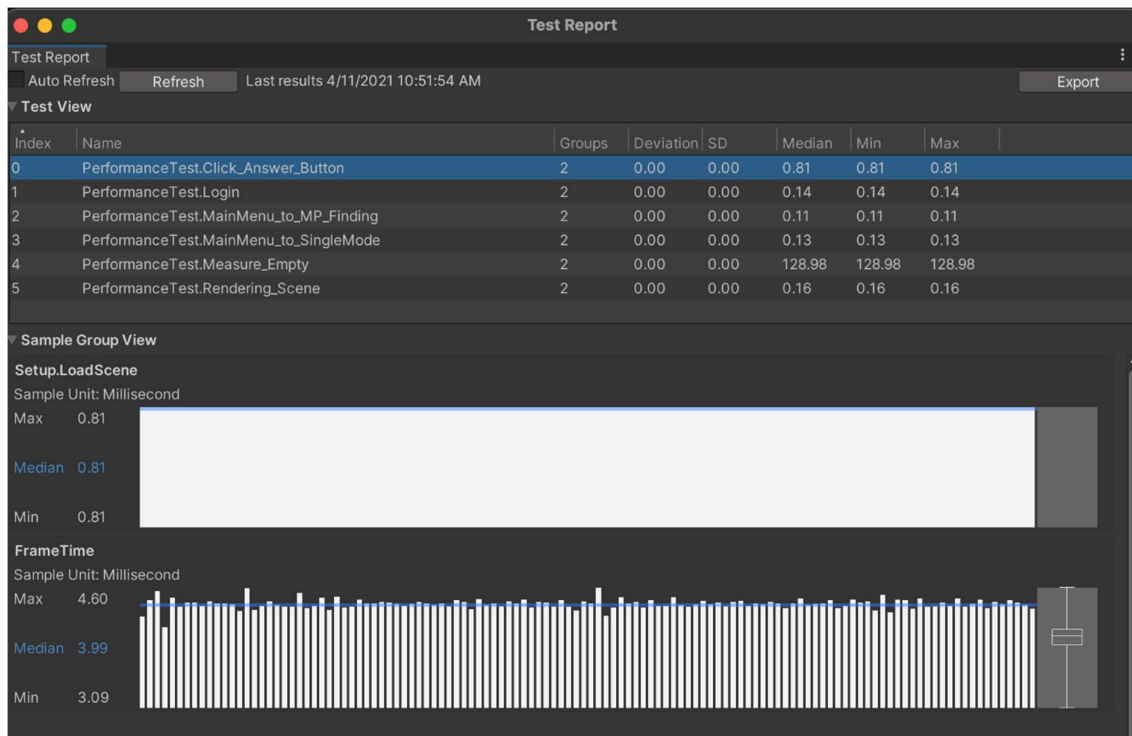 Test Report
Test Report
Auto Refresh Refresh Last results 4/11/2021 10:51:54 AM Export
Test View
Index Name Groups Deviation SD Median Min Max
0 PerformanceTest.Click_Answer_Button 2 0.00 0.00 0.81 0.81 0.81
1 PerformanceTest.Login 2 0.00 0.00 0.14 0.14 0.14
2 PerformanceTest.MainMenu_to_MP_Finding 2 0.00 0.00 0.11 0.11 0.11
3 PerformanceTest.MainMenu_to_SingleMode 2 0.00 0.00 0.13 0.13 0.13
4 PerformanceTest.Measure_Empty 2 0.00 0.00 128.98 128.98 128.98
5 PerformanceTest.Rendering_Scene 2 0.00 0.00 0.16 0.16 0.16
Sample Group View
Setup.LoadScene
Sample Unit: Millisecond
Max 0.81
Median 0.81
Min 0.81
FrameTime
Sample Unit: Millisecond
Max 4.60
Median 3.99
Min 3.09